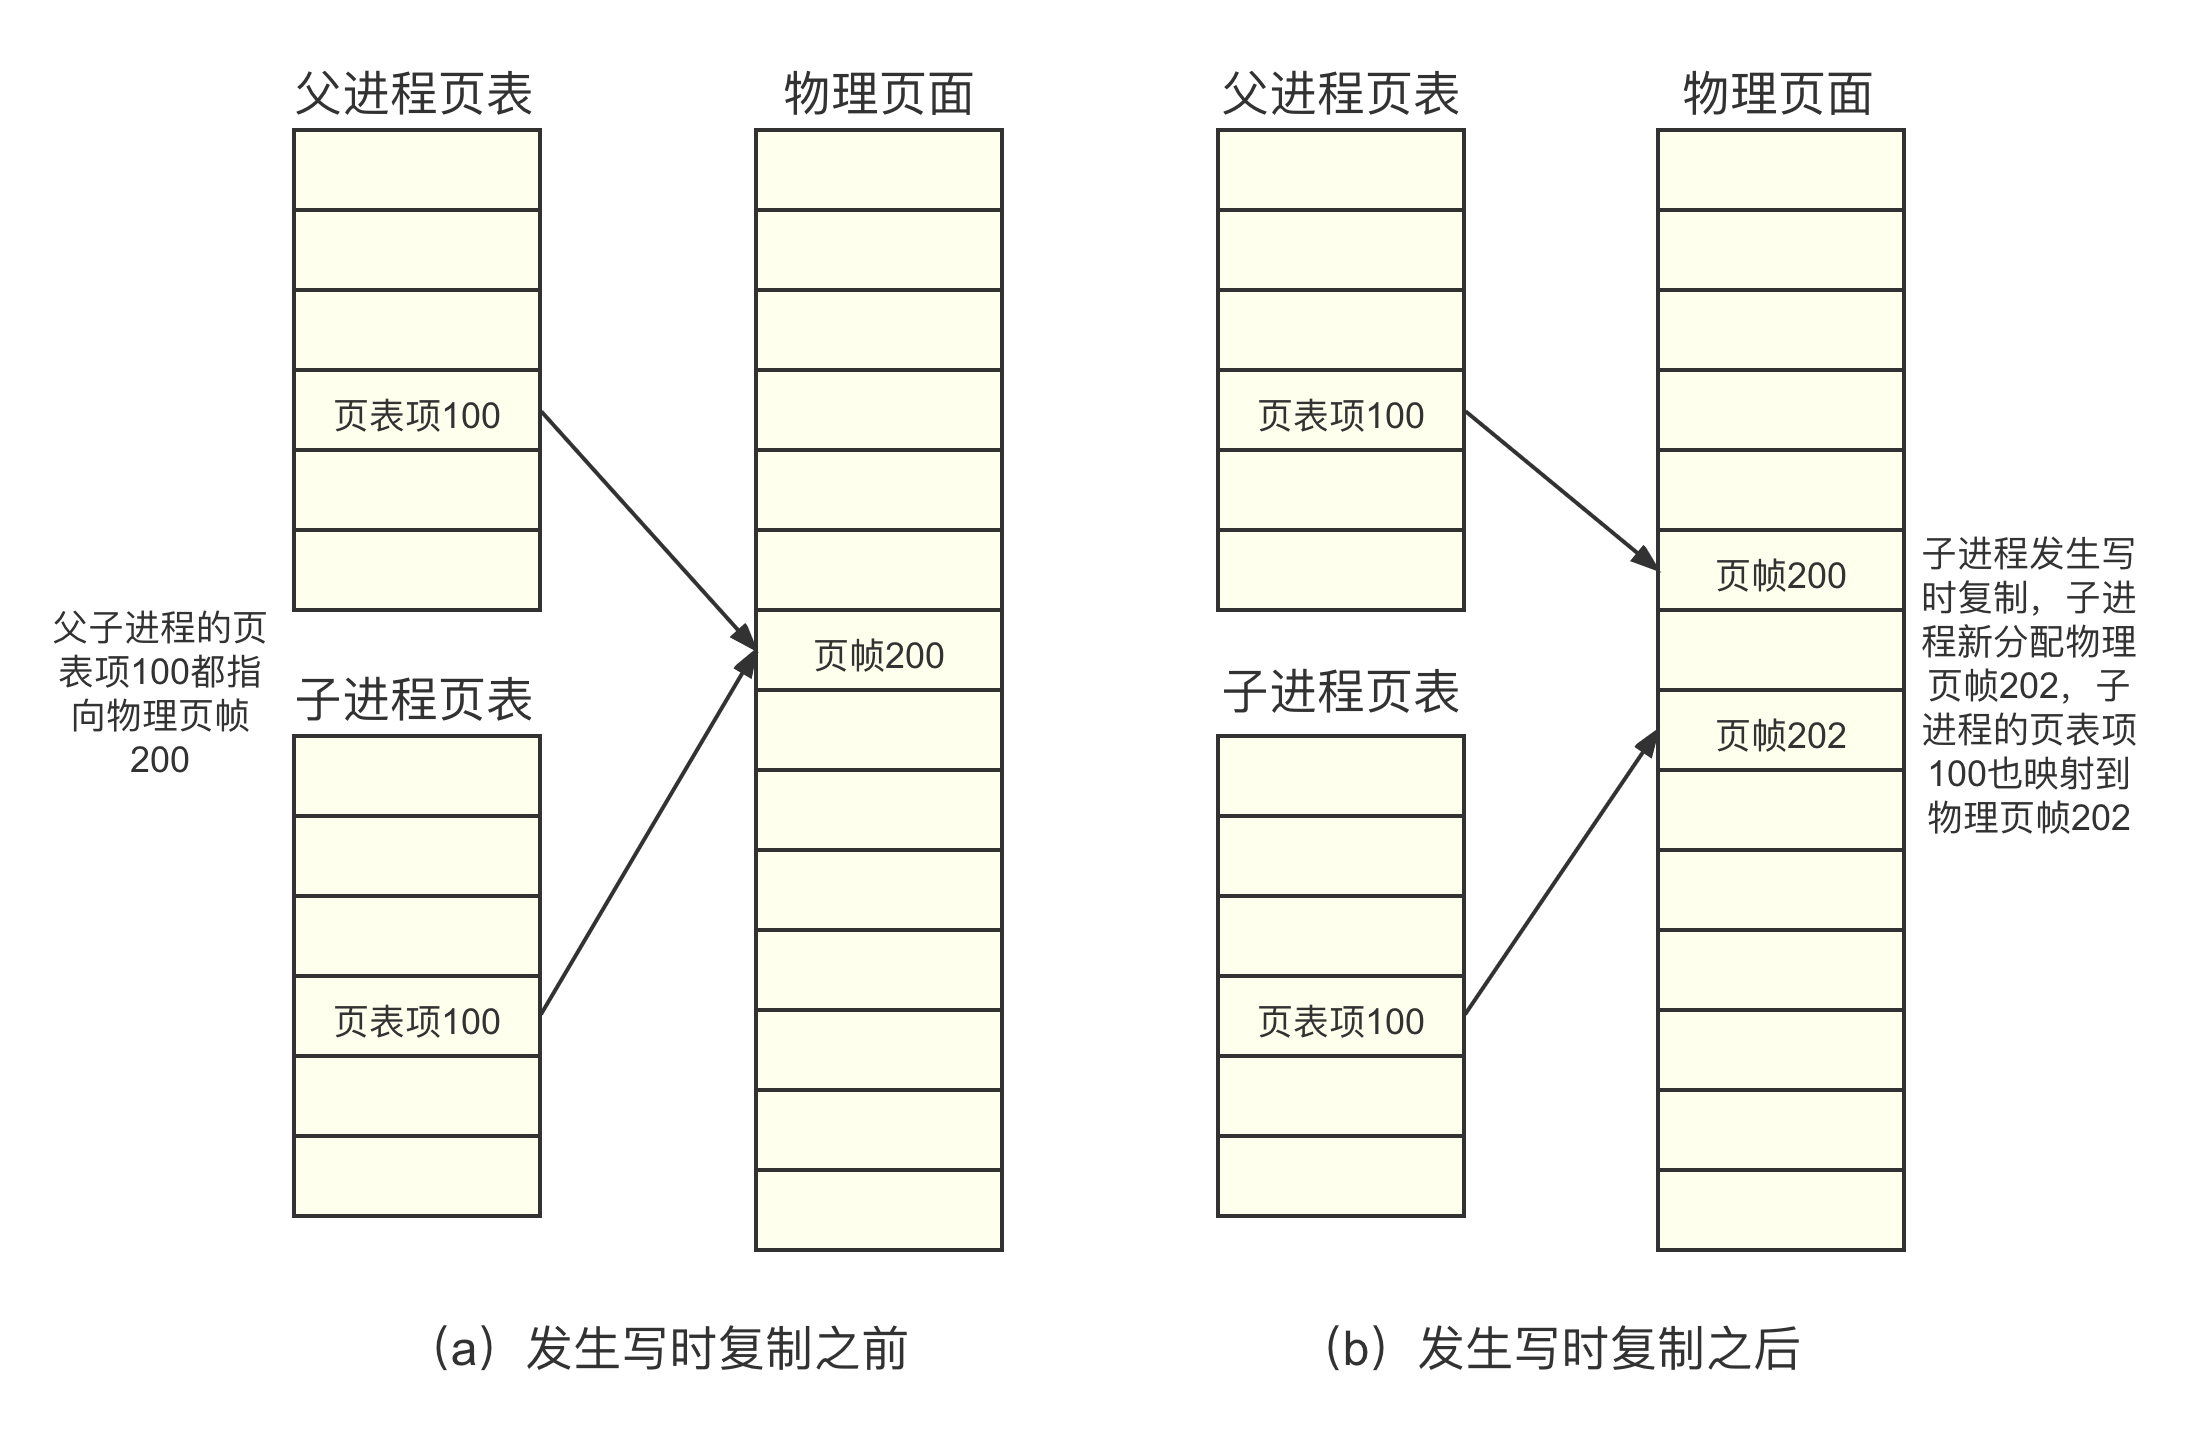 父进程页表
物理页面
页表项100
页帧200
父子进程的页
表项100都指
向物理页帧
200
子进程页表
页表项100
(a) 发生写时复制之前
父进程页表
物理页面
页表项100
页帧200
子进程页表
页帧202
页表项100
子进程发生写
时复制，子进
程新分配物理
页帧202，子
进程的页表项
100也映射到
物理页帧202
(b) 发生写时复制之后